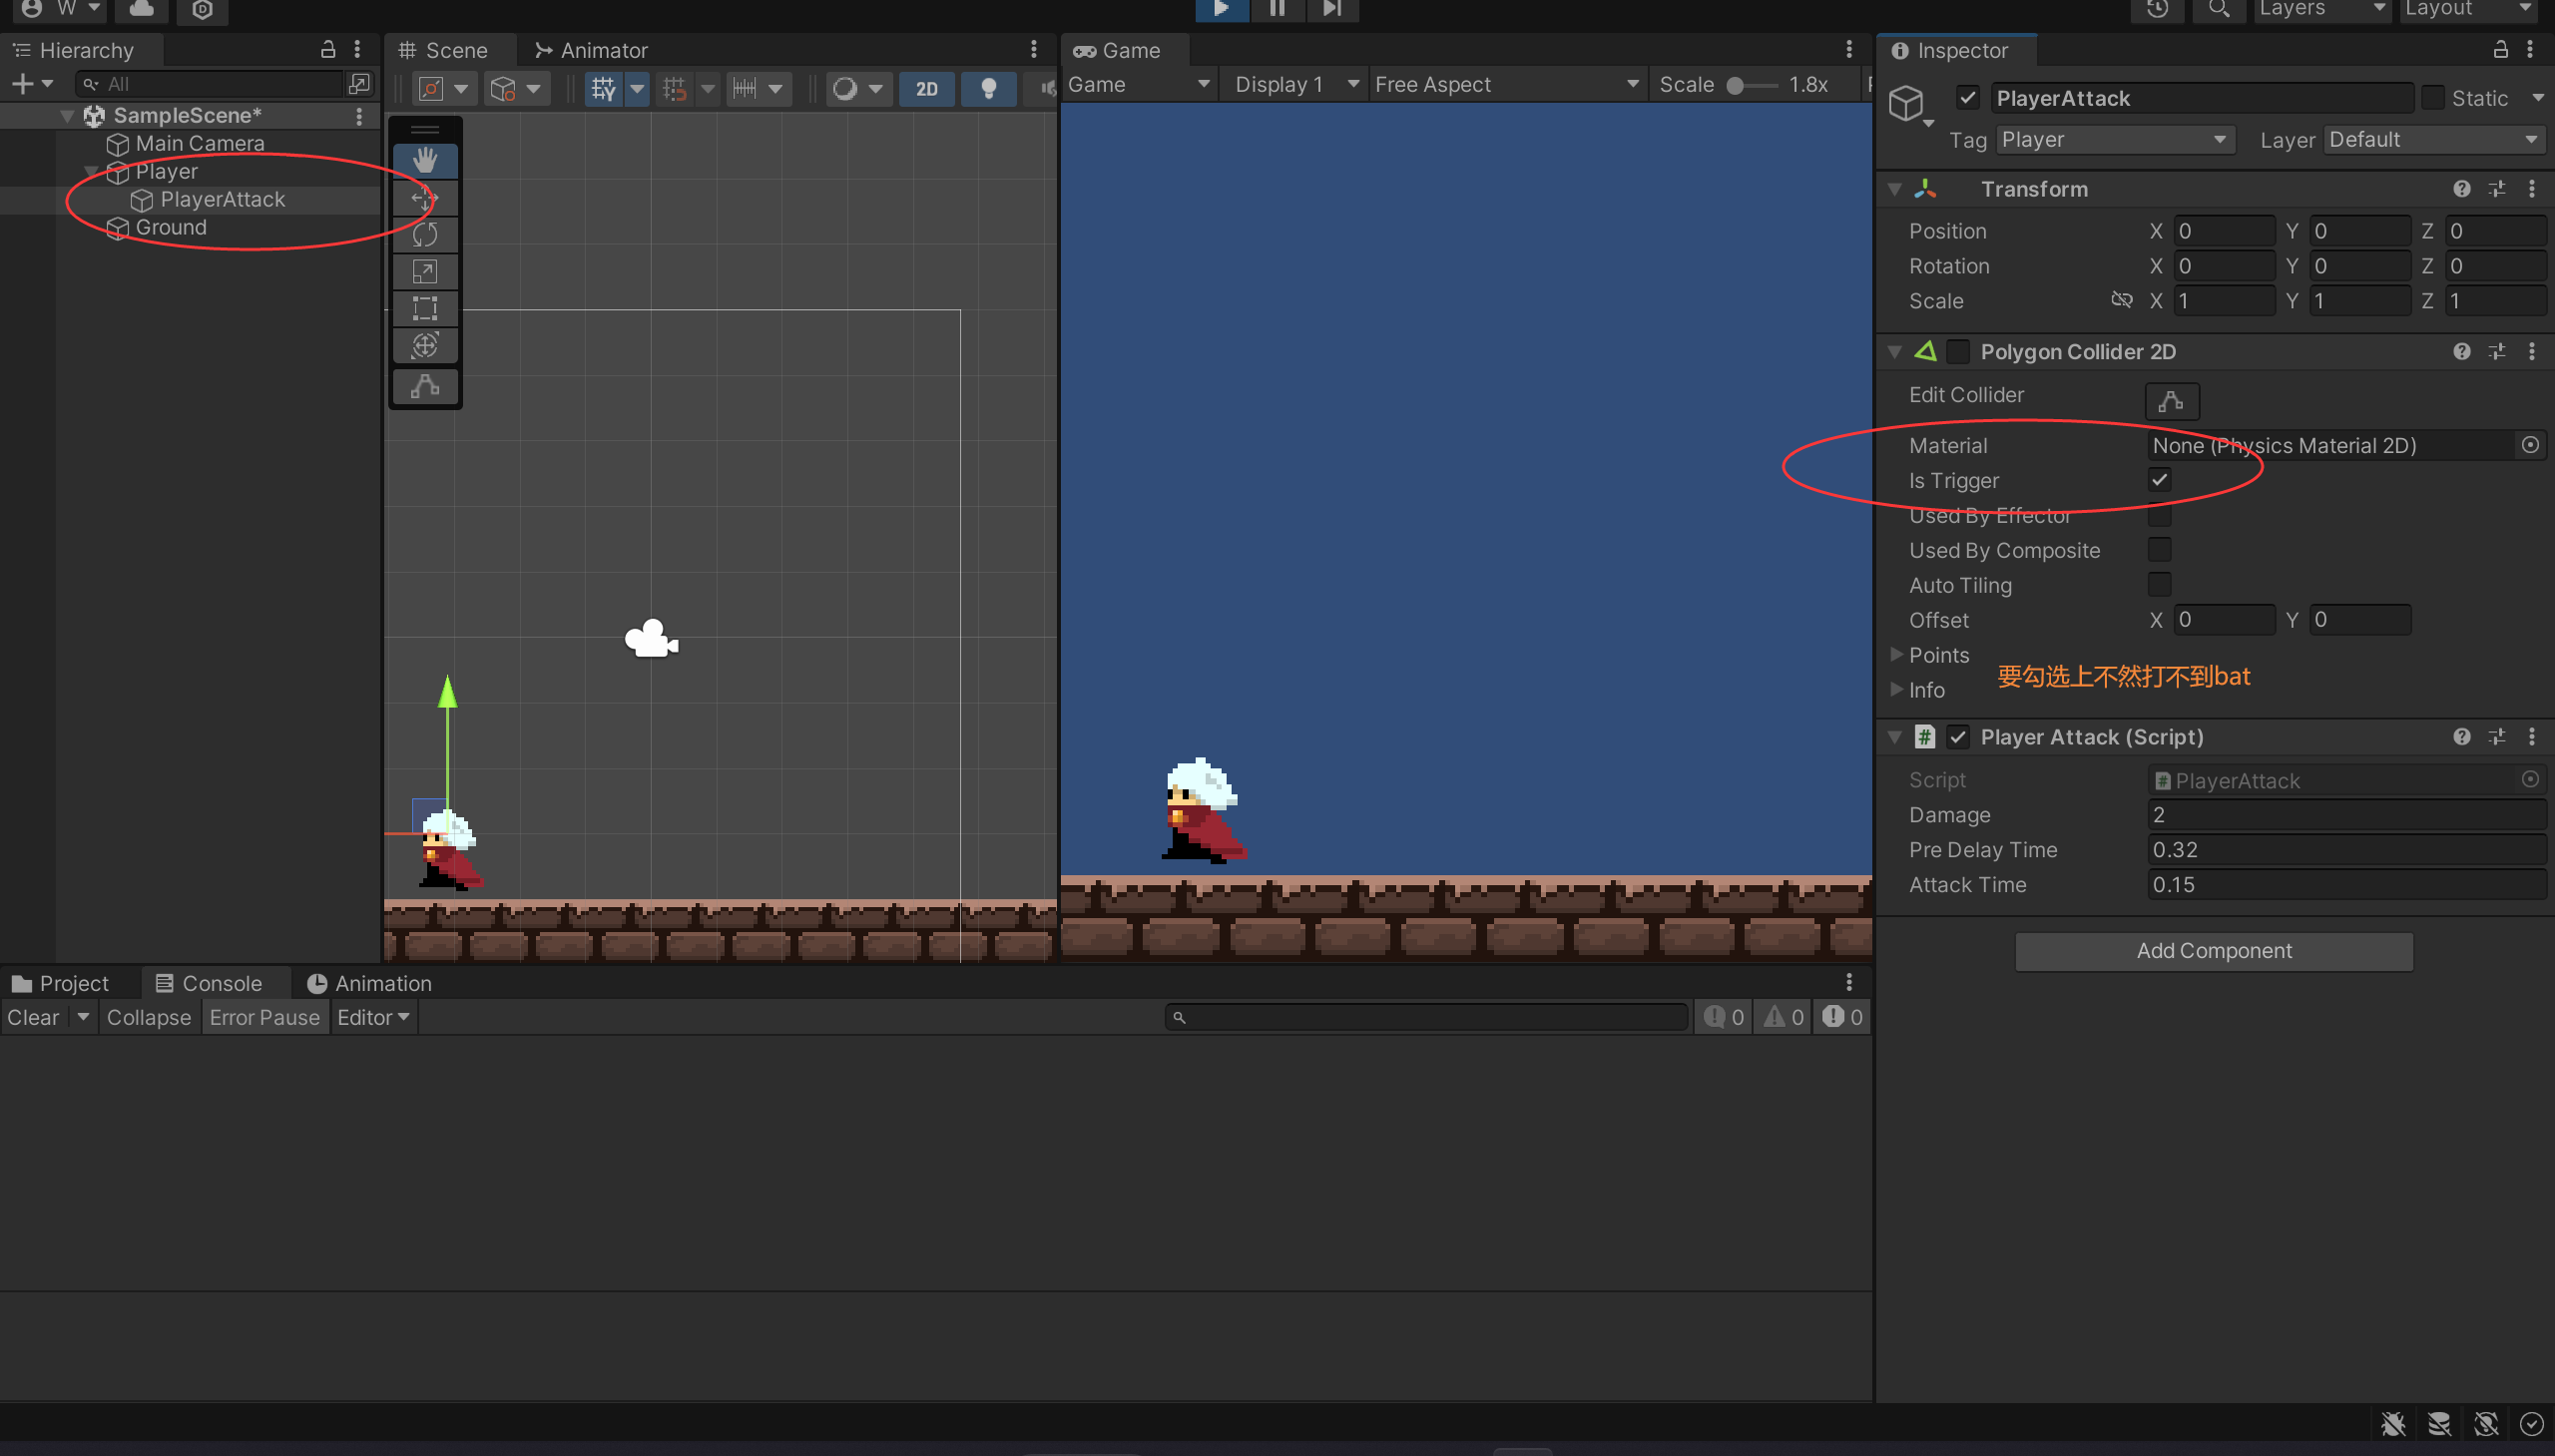 W
Layers
Layout
Hierarchy
All
SampleScene*
Main Camera
Player
PlayerAttack
Ground
Scene
Animator
2D
Game
Game
Display 1
Free Aspect
Scale
1.8x
Inspector
PlayerAttack
Static
Tag
Player
Layer
Default
Transform
Position X 0 Y 0 Z 0
Rotation X 0 Y 0 Z 0
Scale X 1 Y 1 Z 1
Polygon Collider 2D
Edit Collider
Material None (Physics Material 2D)
Is Trigger
Used By Effector
Used By Composite
Auto Tiling
Offset X 0 Y 0
Points
要勾选上不然打不到bat
Info
# Player Attack (Script)
Script # PlayerAttack
Damage 2
Pre Delay Time 0.32
Attack Time 0.15
Add Component
Project
Console
Animation
Clear
Collapse
Error Pause
Editor
0
0
0